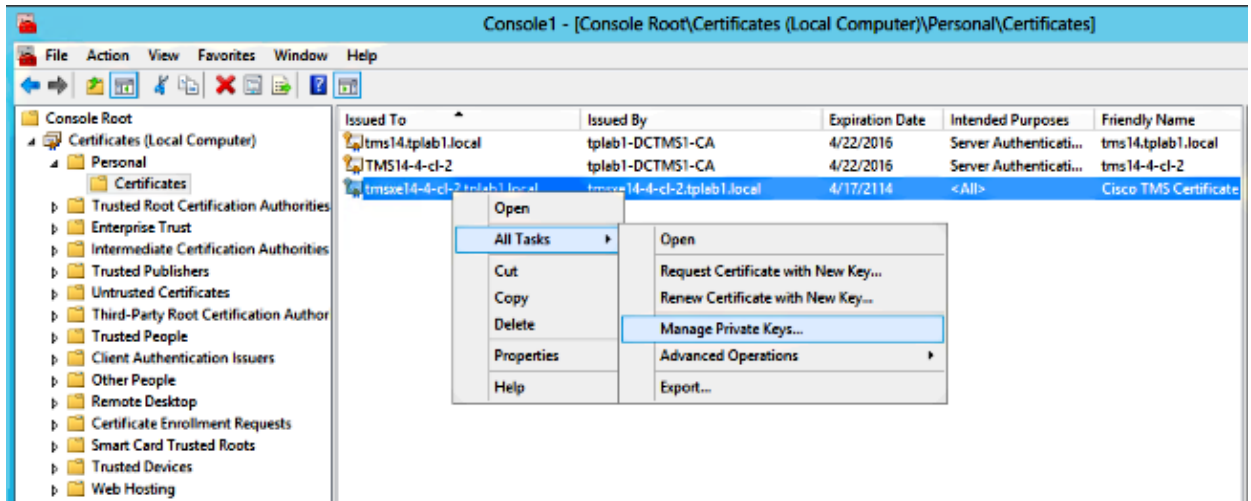 Console1 - [Console Root\Certificates (Local Computer)\Personal\Certificates]
File Action View Favorites Window Help
Console Root
Certificates (Local Computer)
Personal
Certificates
Trusted Root Certification Authorities
Enterprise Trust
Intermediate Certification Authorities
Trusted Publishers
Untrusted Certificates
Third-Party Root Certification Author
Trusted People
Client Authentication Issuers
Other People
Remote Desktop
Certificate Enrollment Requests
Smart Card Trusted Roots
Trusted Devices
Web Hosting
Issued To Issued By Expiration Date Intended Purposes Friendly Name
tms14.tplab1.local tplab1-DCTMS1-CA 4/22/2016 Server Authenticati... tms14.tplab1.local
TMS14-4-cl-2 tplab1-DCTMS1-CA 4/22/2016 Server Authenticati... tms14-4-cl-2
tmsxe14-4-cl-2.tplab1.local tmsxe14-4-cl-2.tplab1.local 4/17/2114 <All> Cisco TMS Certificate
Open
All Tasks
Cut
Copy
Delete
Properties
Help
Open
Request Certificate with New Key...
Renew Certificate with New Key...
Manage Private Keys...
Advanced Operations
Export...